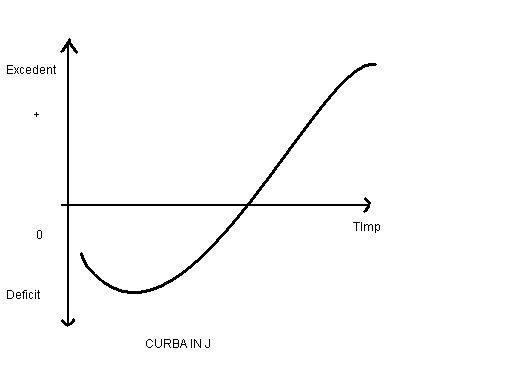 Excedent
+
TImp
0
Deficit
CURBA IN J